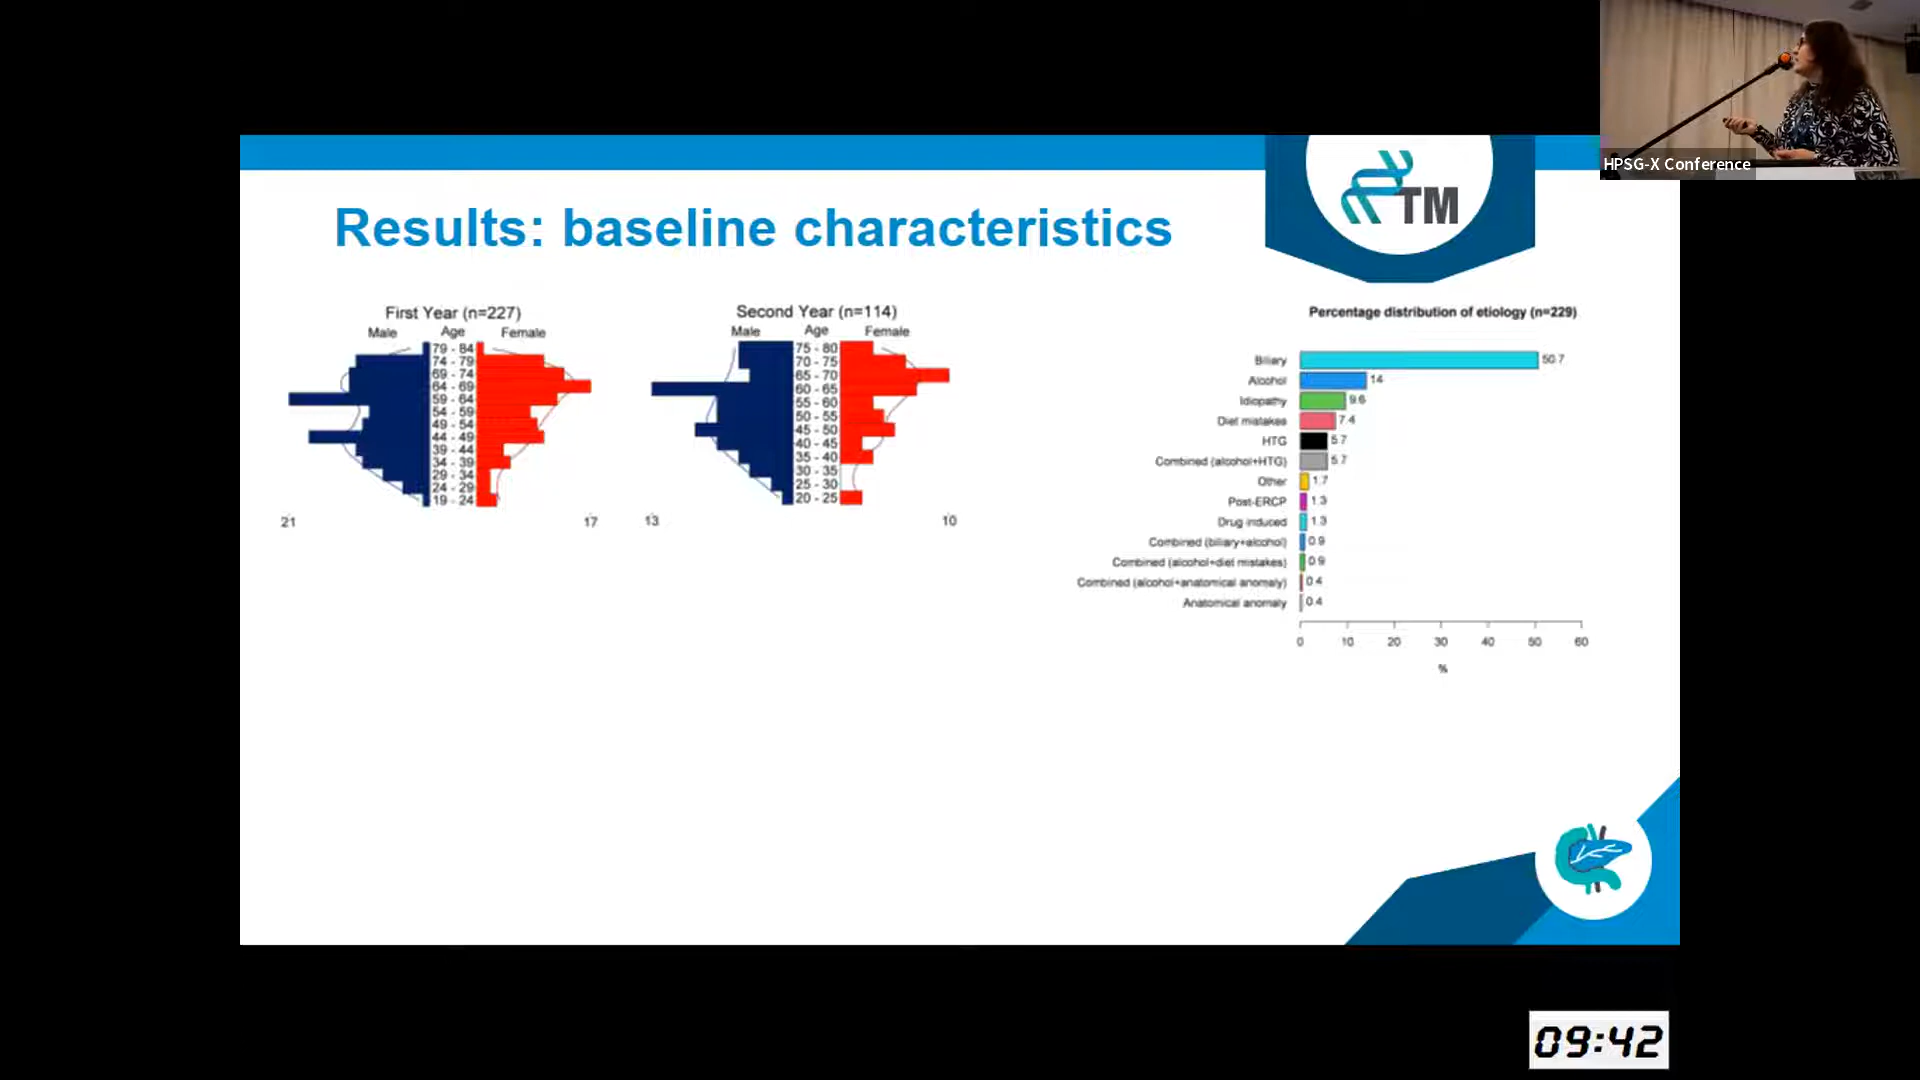 HPSG-X Conference
TM
Results: baseline characteristics
First Year (n=227)
Male Age Female
79 - 84
74 - 79
69 - 74
64 - 69
59 - 64
54 - 59
49 - 54
44 - 49
39 - 44
34 - 39
29 - 34
24 - 29
19 - 24
21 17
Second Year (n=114)
Male Age Female
75 - 80
70 - 75
65 - 70
60 - 65
55 - 60
50 - 55
45 - 50
40 - 45
35 - 40
30 - 35
25 - 30
20 - 25
13 10
Percentage distribution of etiology (n=229)
Biliary 50.7
Alcohol 14
Idiopathy 9.6
Diet mistakes 7.4
HTG 5.7
Combined (alcohol+HTG) 5.7
Other 1.7
Post-ERCP 1.3
Drug induced 1.3
Combined (biliary+alcohol) 0.9
Combined (alcohol+diet mistakes) 0.9
Combined (alcohol+anatomical anomaly) 0.4
Anatomical anomaly 0.4
0 10 20 30 40 50 60
%
09:42